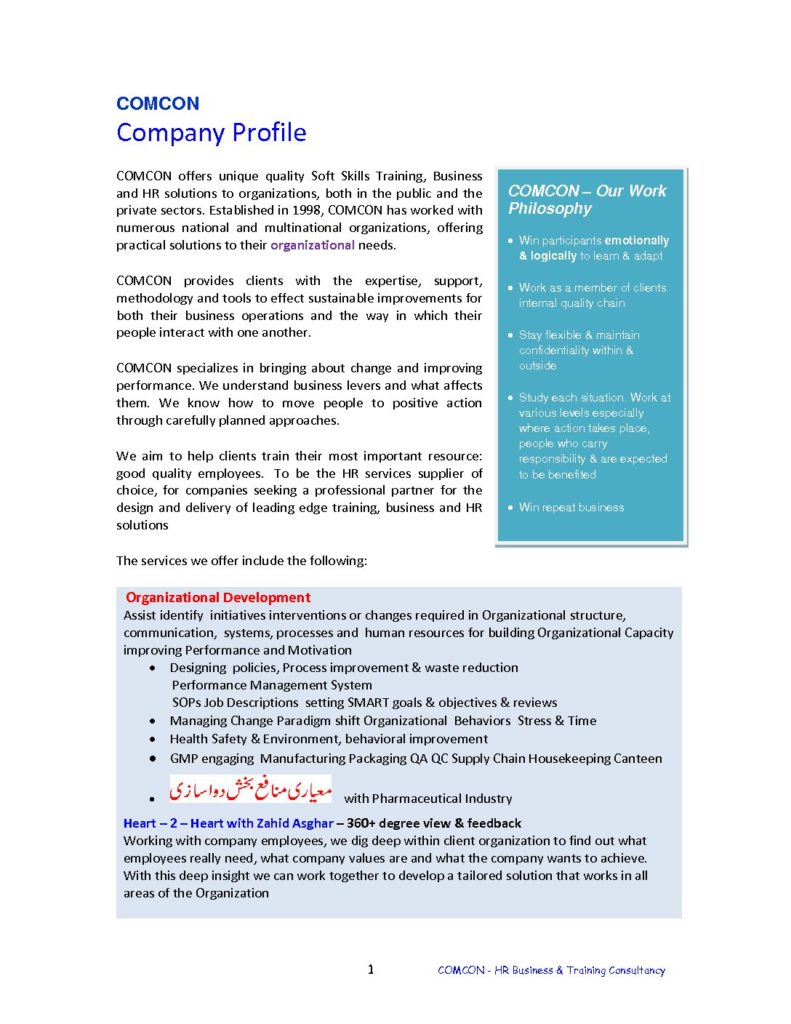 COMCON
Company Profile
COMCON offers unique quality Soft Skills Training, Business
and HR solutions to organizations, both in the public and the
private sectors. Established in 1998, COMCON has worked with
numerous national and multinational organizations, offering
practical solutions to their organizational needs.
COMCON provides clients with the expertise, support,
methodology and tools to effect sustainable improvements for
both their business operations and the way in which their
people interact with one another.
COMCON specializes in bringing about change and improving
performance. We understand business levers and what affects
them. We know how to move people to positive action
through carefully planned approaches.
We aim to help clients train their most important resource:
good quality employees. To be the HR services supplier of
choice, for companies seeking a professional partner for the
design and delivery of leading edge training, business and HR
solutions
COMCON – Our Work
Philosophy
• Win participants emotionally
& logically to learn & adapt
• Work as a member of clients
internal quality chain
• Stay flexible & maintain
confidentiality within &
outside
• Study each situation. Work at
various levels especially
where action takes place,
people who carry
responsibility & are expected
to be benefited
• Win repeat business
The services we offer include the following:
Organizational Development
Assist identify initiatives interventions or changes required in Organizational structure,
communication, systems, processes and human resources for building Organizational Capacity
improving Performance and Motivation
• Designing policies, Process improvement & waste reduction
Performance Management System
SOPs Job Descriptions setting SMART goals & objectives & reviews
• Managing Change Paradigm shift Organizational Behaviors Stress & Time
• Health Safety & Environment, behavioral improvement
• GMP engaging Manufacturing Packaging QA QC Supply Chain Housekeeping Canteen
• معیاری منافع بخش دوا سازی with Pharmaceutical Industry
Heart – 2 – Heart with Zahid Asghar – 360+ degree view & feedback
Working with company employees, we dig deep within client organization to find out what
employees really need, what company values are and what the company wants to achieve.
With this deep insight we can work together to develop a tailored solution that works in all
areas of the Organization
1 COMCON - HR Business & Training Consultancy